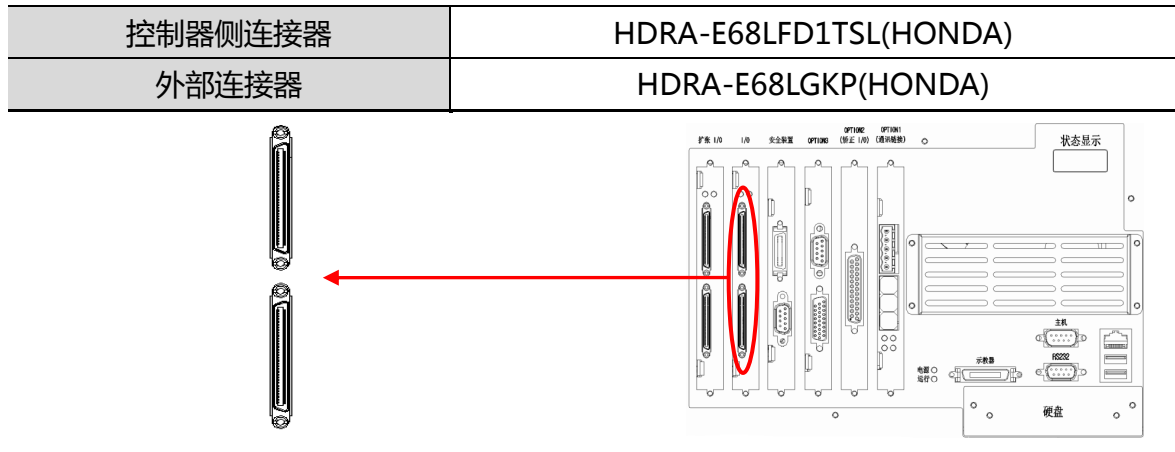 控制器侧连接器 HDRA-E68LFD1TSL(HONDA)
外部连接器 HDRA-E68LGKP(HONDA)
OPTION2 OPTION1
扩张 I/O I/O 安全装置 OPTION3 (矫正 I/O) (通讯链接)
状态显示
主机
示教器 RS232
电源
运行
硬盘